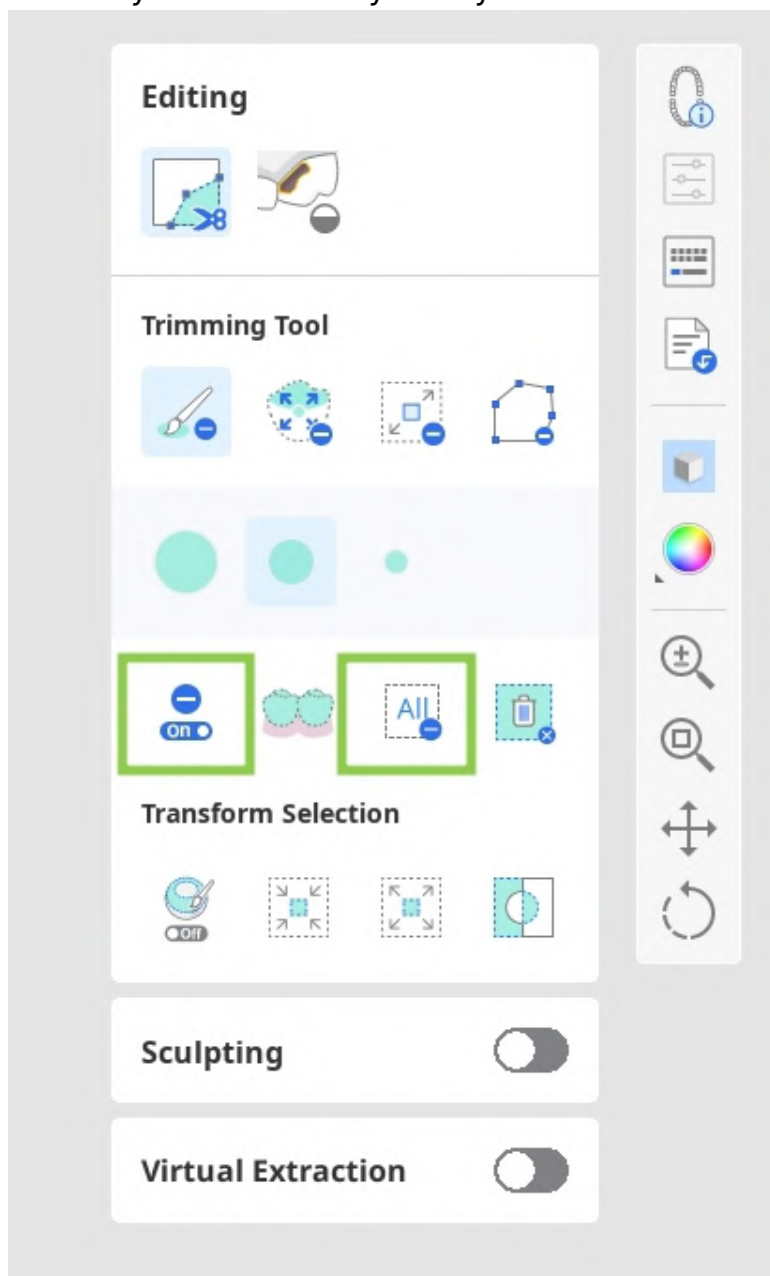 Editing
Trimming Tool
On
All
Transform Selection
Off
Sculpting
Virtual Extraction